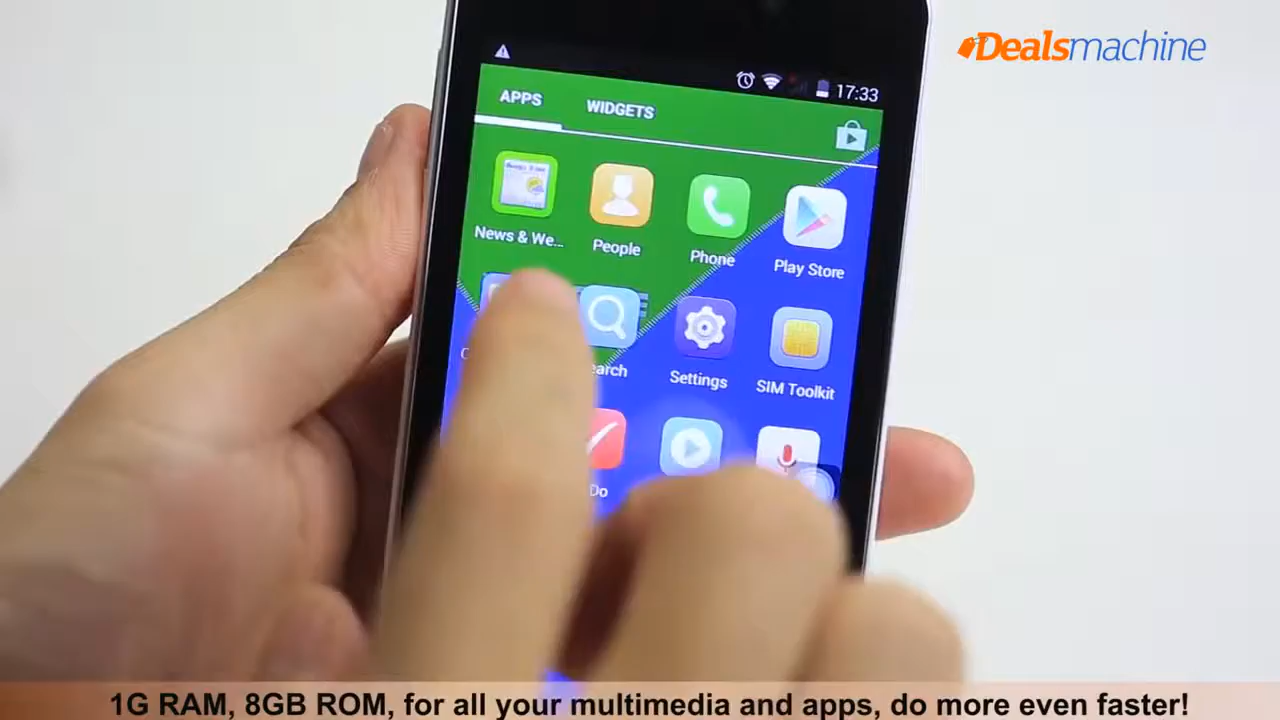 Dealsmachine
17:33
APPS WIDGETS
News & We...
People
Phone
Play Store
Settings
SIM Toolkit
Do
1G RAM, 8GB ROM, for all your multimedia and apps, do more even faster!